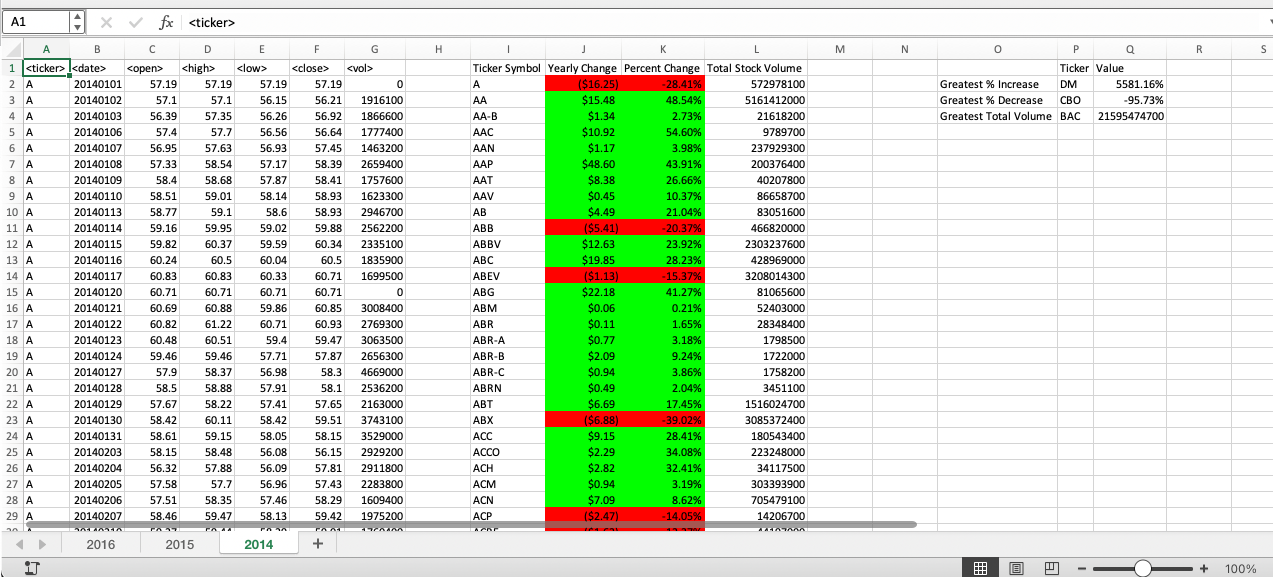 A1 fx <ticker>
A B C D E F G H I J K L M N O P Q R S
1 <ticker> <date> <open> <high> <low> <close> <vol> Ticker Symbol Yearly Change Percent Change Total Stock Volume Ticker Value
2 A 20140101 57.19 57.19 57.19 57.19 0 A ($16.25) -28.41% 572978100 Greatest % Increase DM 5581.16%
3 A 20140102 57.1 57.1 56.15 56.21 1916100 AA $15.48 48.54% 5161412000 Greatest % Decrease CBO -95.73%
4 A 20140103 56.39 57.35 56.26 56.92 1866600 AA-B $1.34 2.73% 21618200 Greatest Total Volume BAC 21595474700
5 A 20140106 57.4 57.7 56.56 56.64 1777400 AAC $10.92 54.60% 9789700
6 A 20140107 56.95 57.63 56.93 57.45 1463200 AAN $1.17 3.98% 237929300
7 A 20140108 57.33 58.54 57.17 58.39 2659400 AAP $48.60 43.91% 200376400
8 A 20140109 58.4 58.68 57.87 58.41 1757600 AAT $8.38 26.66% 40207800
9 A 20140110 58.51 59.01 58.14 58.93 1623300 AAV $0.45 10.37% 86658700
10 A 20140113 58.77 59.1 58.6 58.93 2946700 AB $4.49 21.04% 83051600
11 A 20140114 59.16 59.95 59.02 59.88 2562200 ABB ($5.41) -20.37% 466820000
12 A 20140115 59.82 60.37 59.59 60.34 2335100 ABBV $12.63 23.92% 2303237600
13 A 20140116 60.24 60.5 60.04 60.5 1835900 ABC $19.85 28.23% 428969000
14 A 20140117 60.83 60.83 60.33 60.71 1699500 ABEV ($1.13) -15.37% 3208014300
15 A 20140120 60.71 60.71 60.71 60.71 0 ABG $22.18 41.27% 81065600
16 A 20140121 60.69 60.88 59.86 60.85 3008400 ABM $0.06 0.21% 52403000
17 A 20140122 60.82 61.22 60.71 60.93 2769300 ABR $0.11 1.65% 28348400
18 A 20140123 60.48 60.51 59.4 59.47 3063500 ABR-A $0.77 3.18% 1798500
19 A 20140124 59.46 59.46 57.71 57.87 2656300 ABR-B $2.09 9.24% 1722000
20 A 20140127 57.9 58.37 56.98 58.3 4669000 ABR-C $0.94 3.86% 1758200
21 A 20140128 58.5 58.88 57.91 58.1 2536200 ABRN $0.49 2.04% 3451100
22 A 20140129 57.67 58.22 57.41 57.65 2163000 ABT $6.69 17.45% 1516024700
23 A 20140130 58.42 60.11 58.42 59.51 3743100 ABX ($6.88) -39.02% 3085372400
24 A 20140131 58.61 59.15 58.05 58.15 3529000 ACC $9.15 28.41% 180543400
25 A 20140203 58.15 58.48 56.08 56.15 2929200 ACCO $2.29 34.08% 223248000
26 A 20140204 56.32 57.88 56.09 57.81 2911800 ACH $2.82 32.41% 34117500
27 A 20140205 57.58 57.7 56.96 57.43 2283800 ACM $0.94 3.19% 303393900
28 A 20140206 57.51 58.35 57.46 58.29 1609400 ACN $7.09 8.62% 705479100
29 A 20140207 58.46 59.47 58.13 59.42 1975200 ACP ($2.47) -14.05% 14206700
2016 2015 2014 +
100%